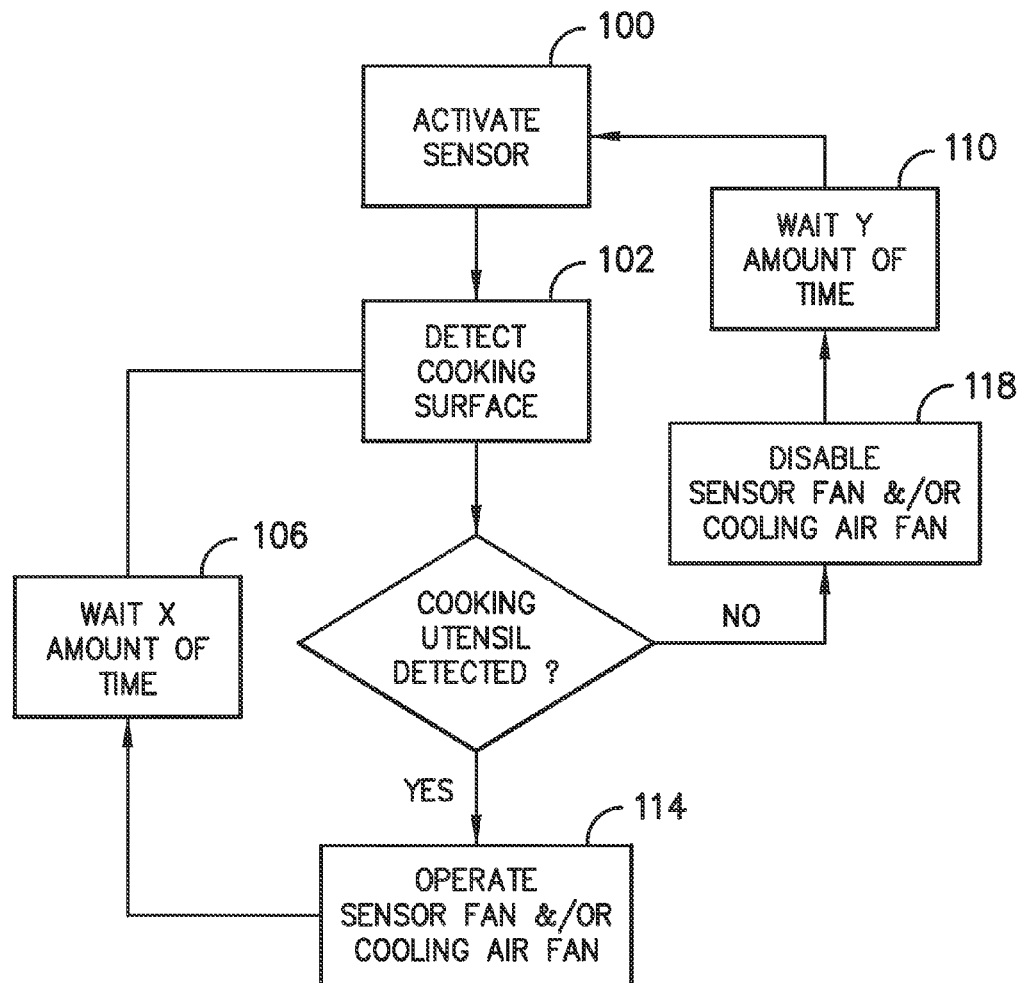 100
ACTIVATE
SENSOR
110
WAIT Y
AMOUNT OF
TIME
102
DETECT
COOKING
SURFACE
118
DISABLE
SENSOR FAN &/OR
COOLING AIR FAN
106
WAIT X
AMOUNT OF
TIME
COOKING
UTENSIL
DETECTED ?
NO
YES
114
OPERATE
SENSOR FAN &/OR
COOLING AIR FAN